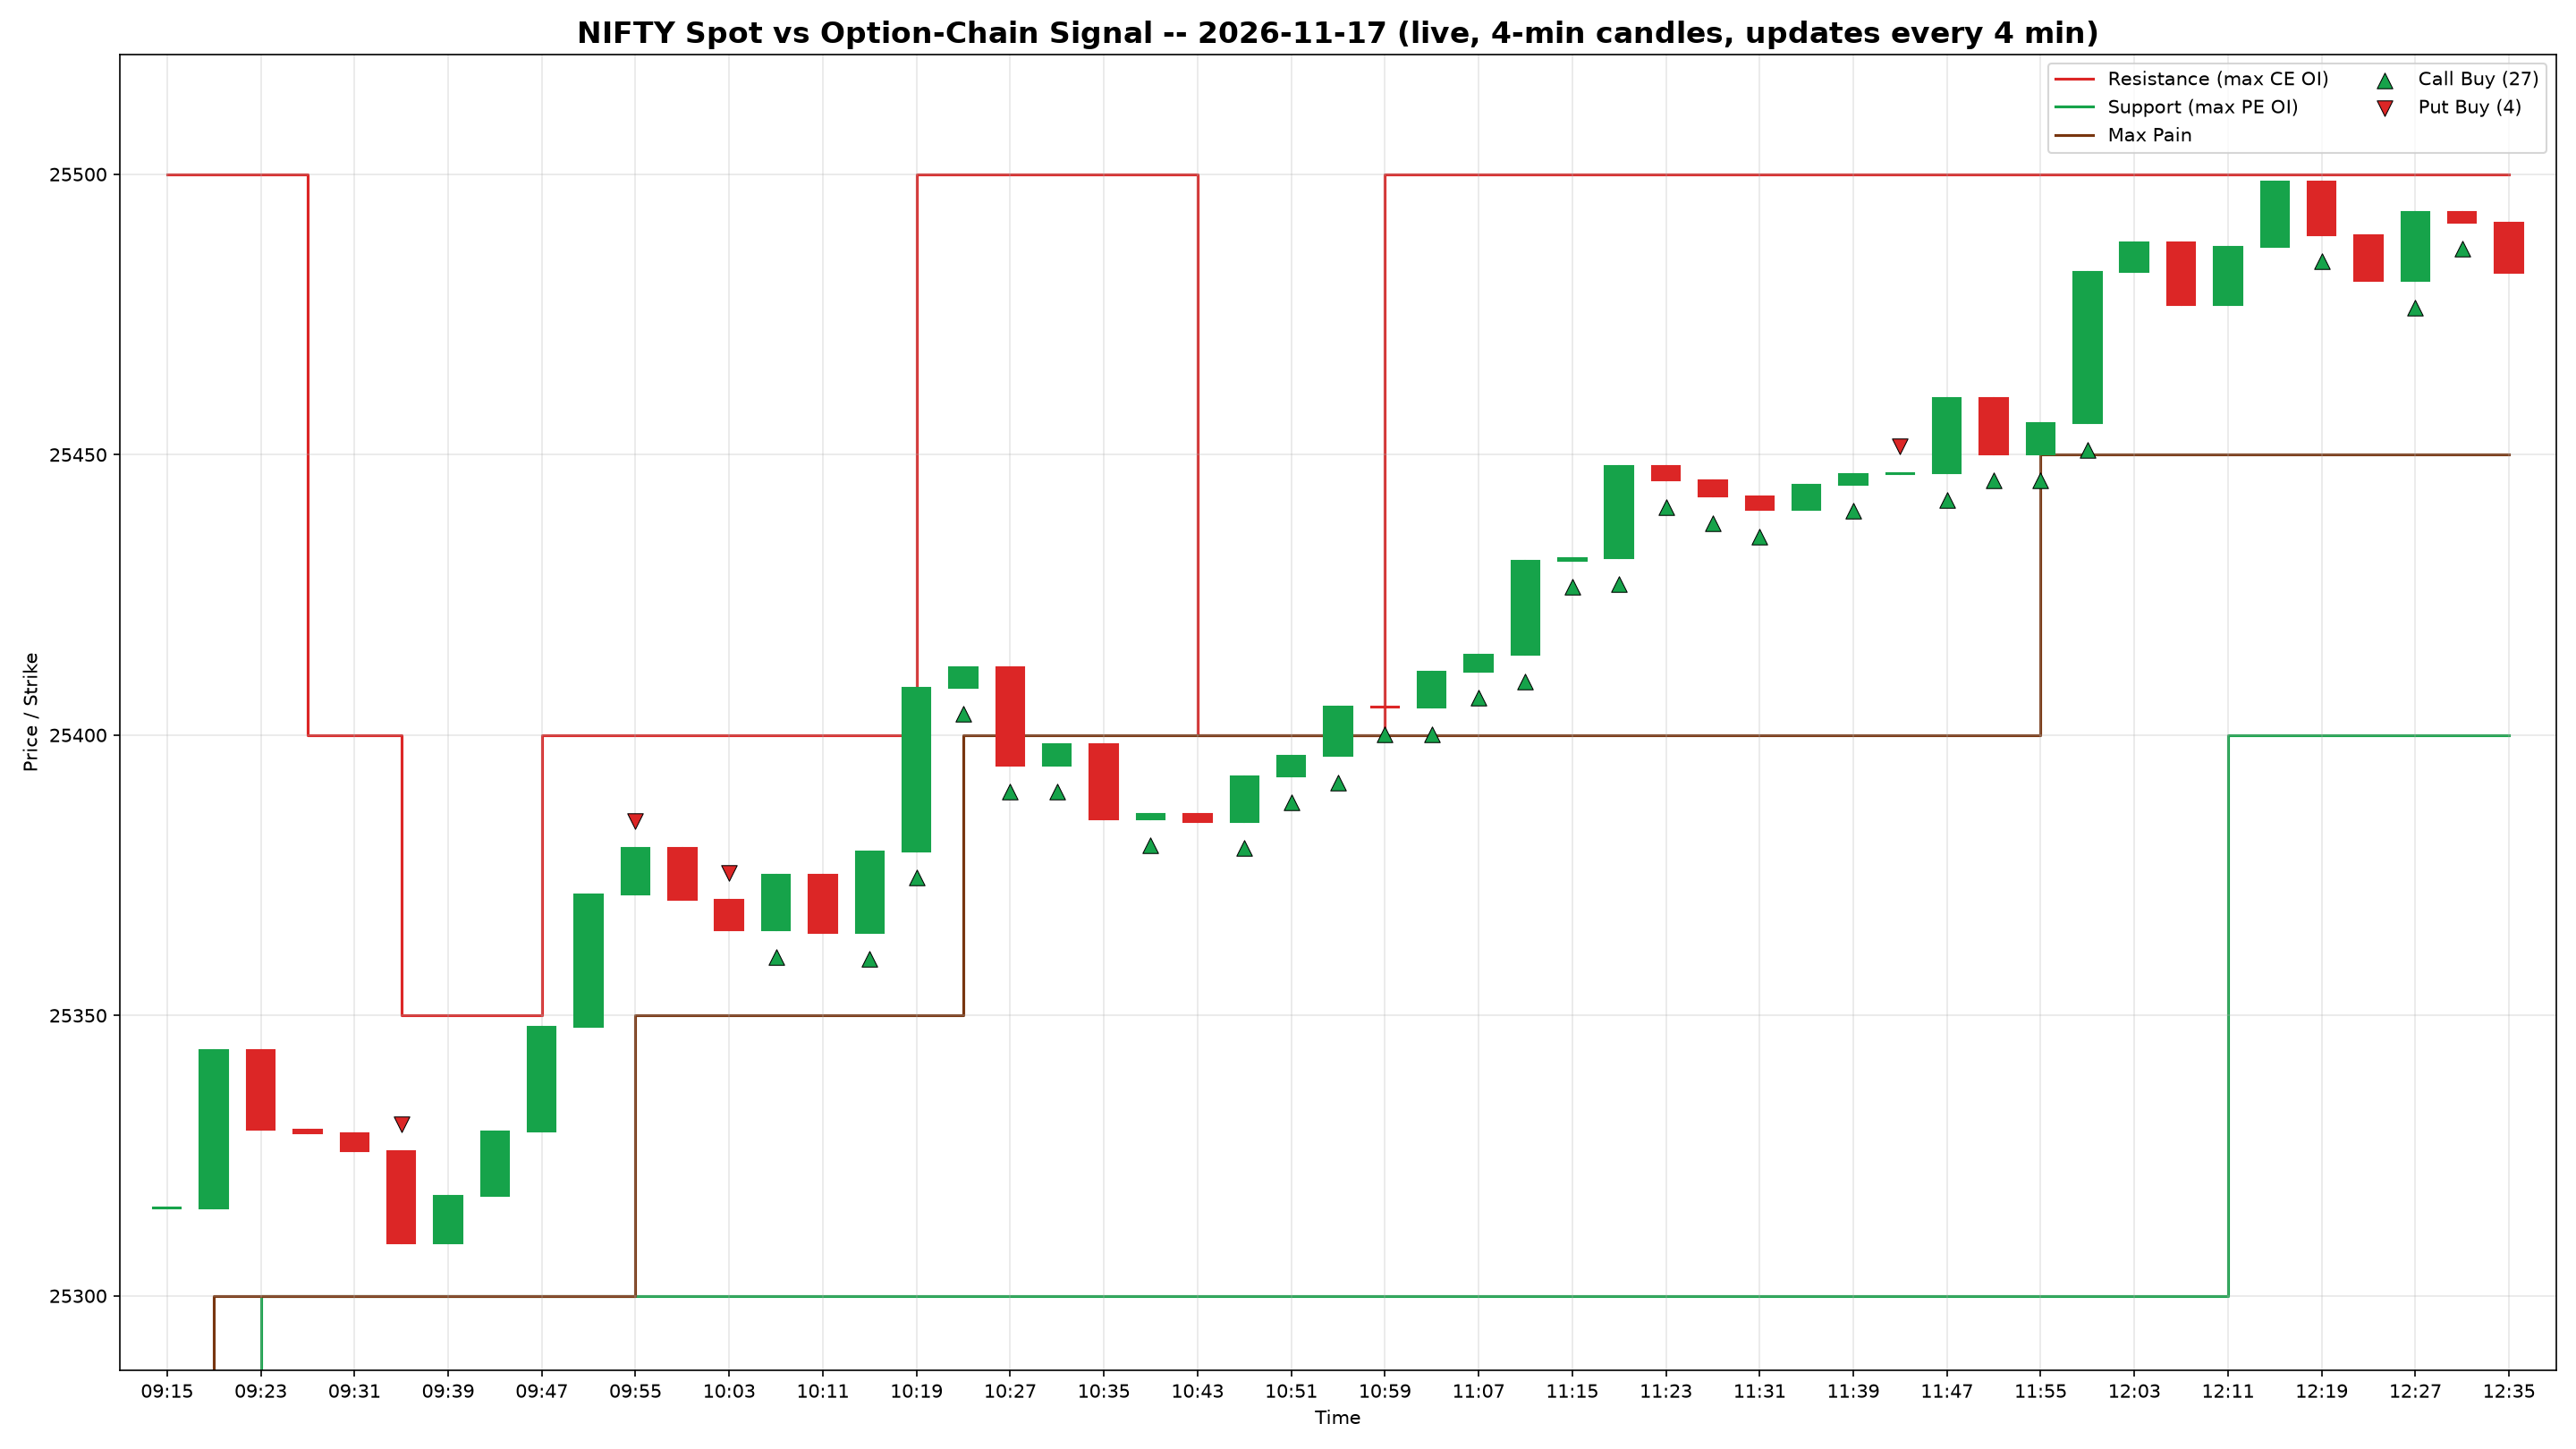 NIFTY Spot vs Option-Chain Signal -- 2026-11-17 (live, 4-min candles, updates every 4 min)
Resistance (max CE OI)
Support (max PE OI)
Max Pain
Call Buy (27)
Put Buy (4)
Price / Strike
25500
25450
25400
25350
25300
09:15 09:23 09:31 09:39 09:47 09:55 10:03 10:11 10:19 10:27 10:35 10:43 10:51 10:59 11:07 11:15 11:23 11:31 11:39 11:47 11:55 12:03 12:11 12:19 12:27 12:35
Time